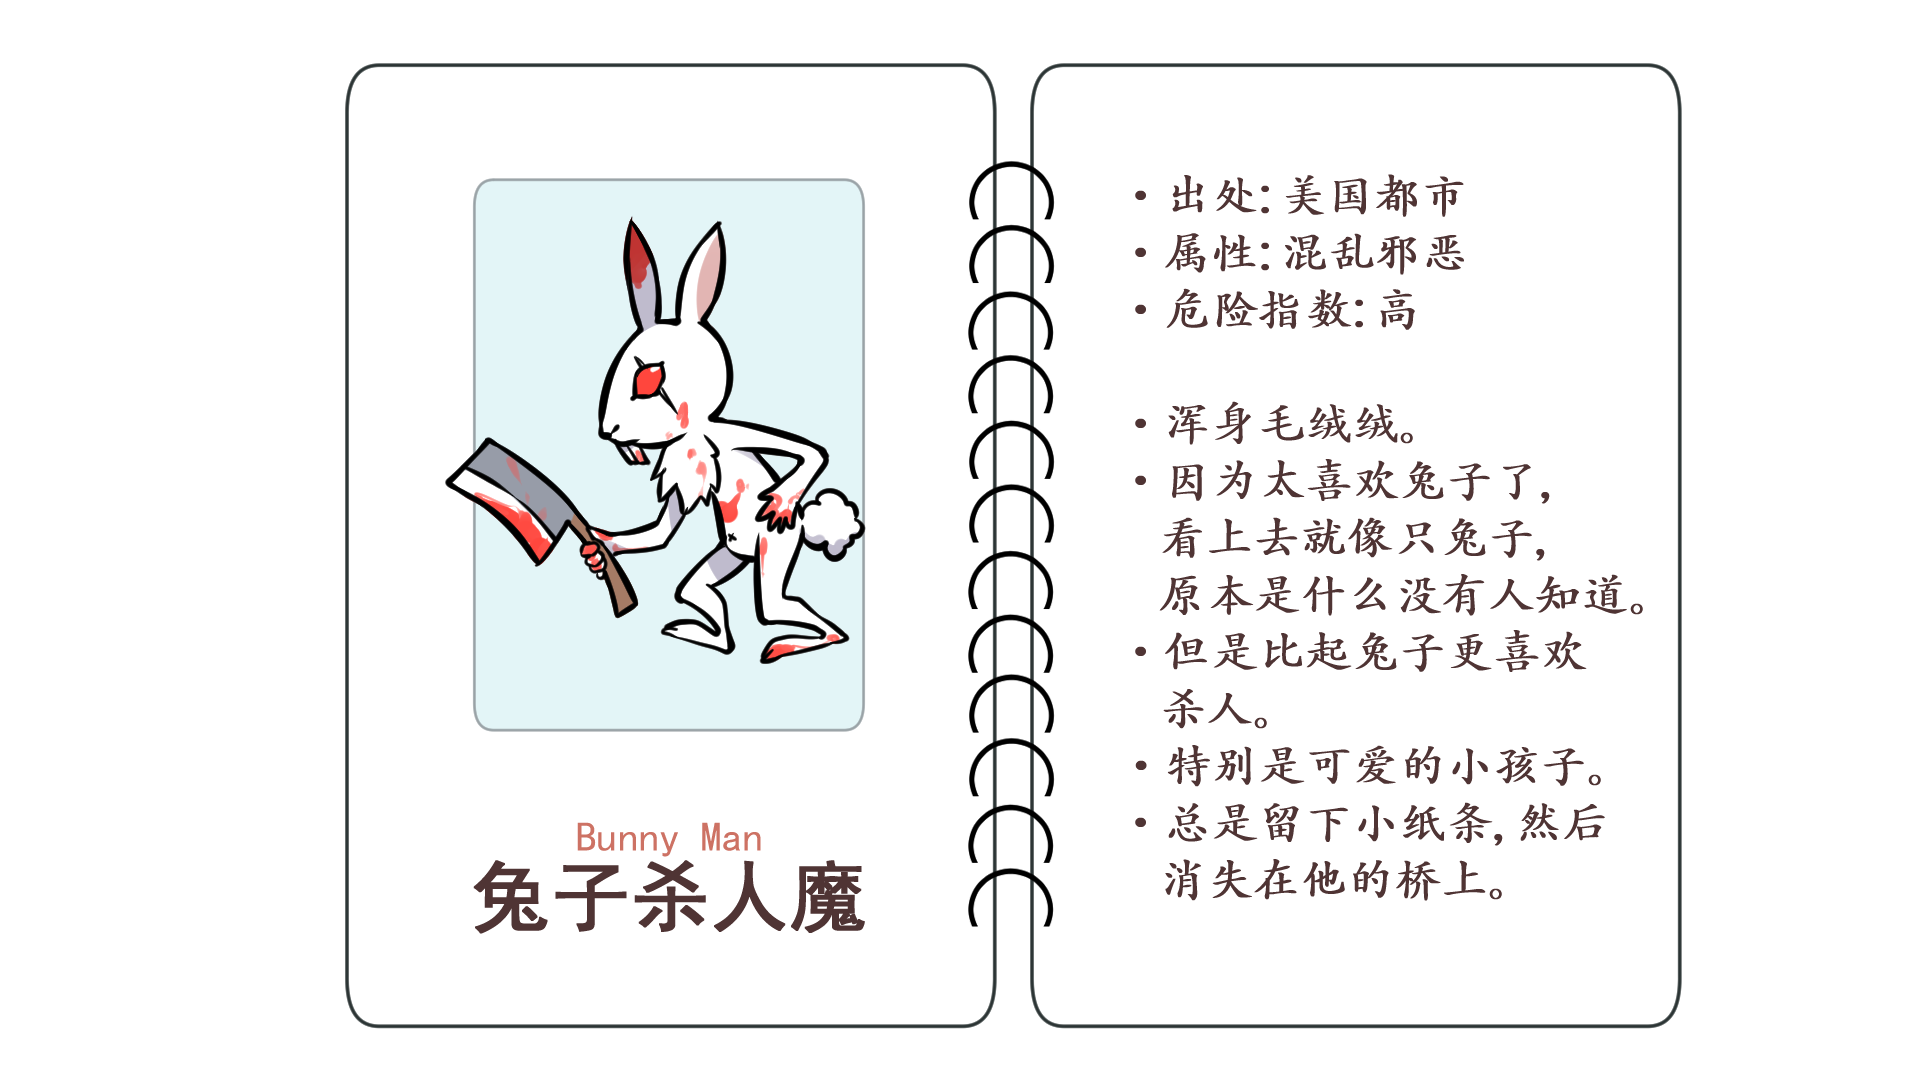 Bunny Man
兔子杀人魔
·出处:美国都市
·属性:混乱邪恶
·危险指数:高
·浑身毛绒绒。
·因为太喜欢兔子了,
看上去就像只兔子,
原本是什么没有人知道。
·但是比起兔子更喜欢
杀人。
·特别是可爱的小孩子。
·总是留下小纸条,然后
消失在他的桥上。